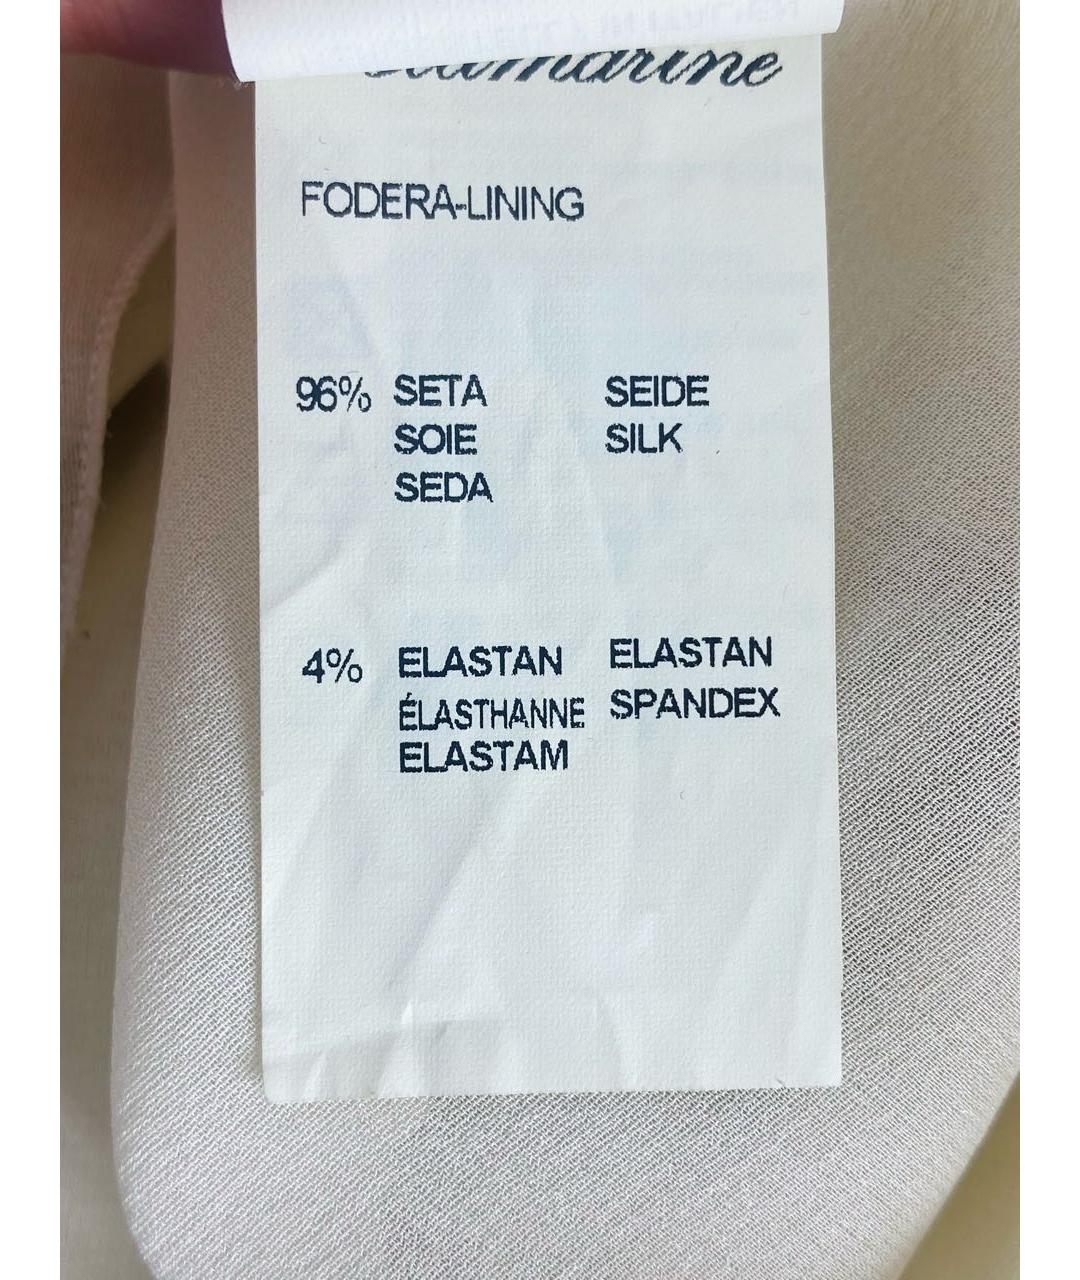 FODERA-LINING
96% SETA SEIDE
SOIE SILK
SEDA
4% ELASTAN ELASTAN
ÉLASTHANNE SPANDEX
ELASTAM